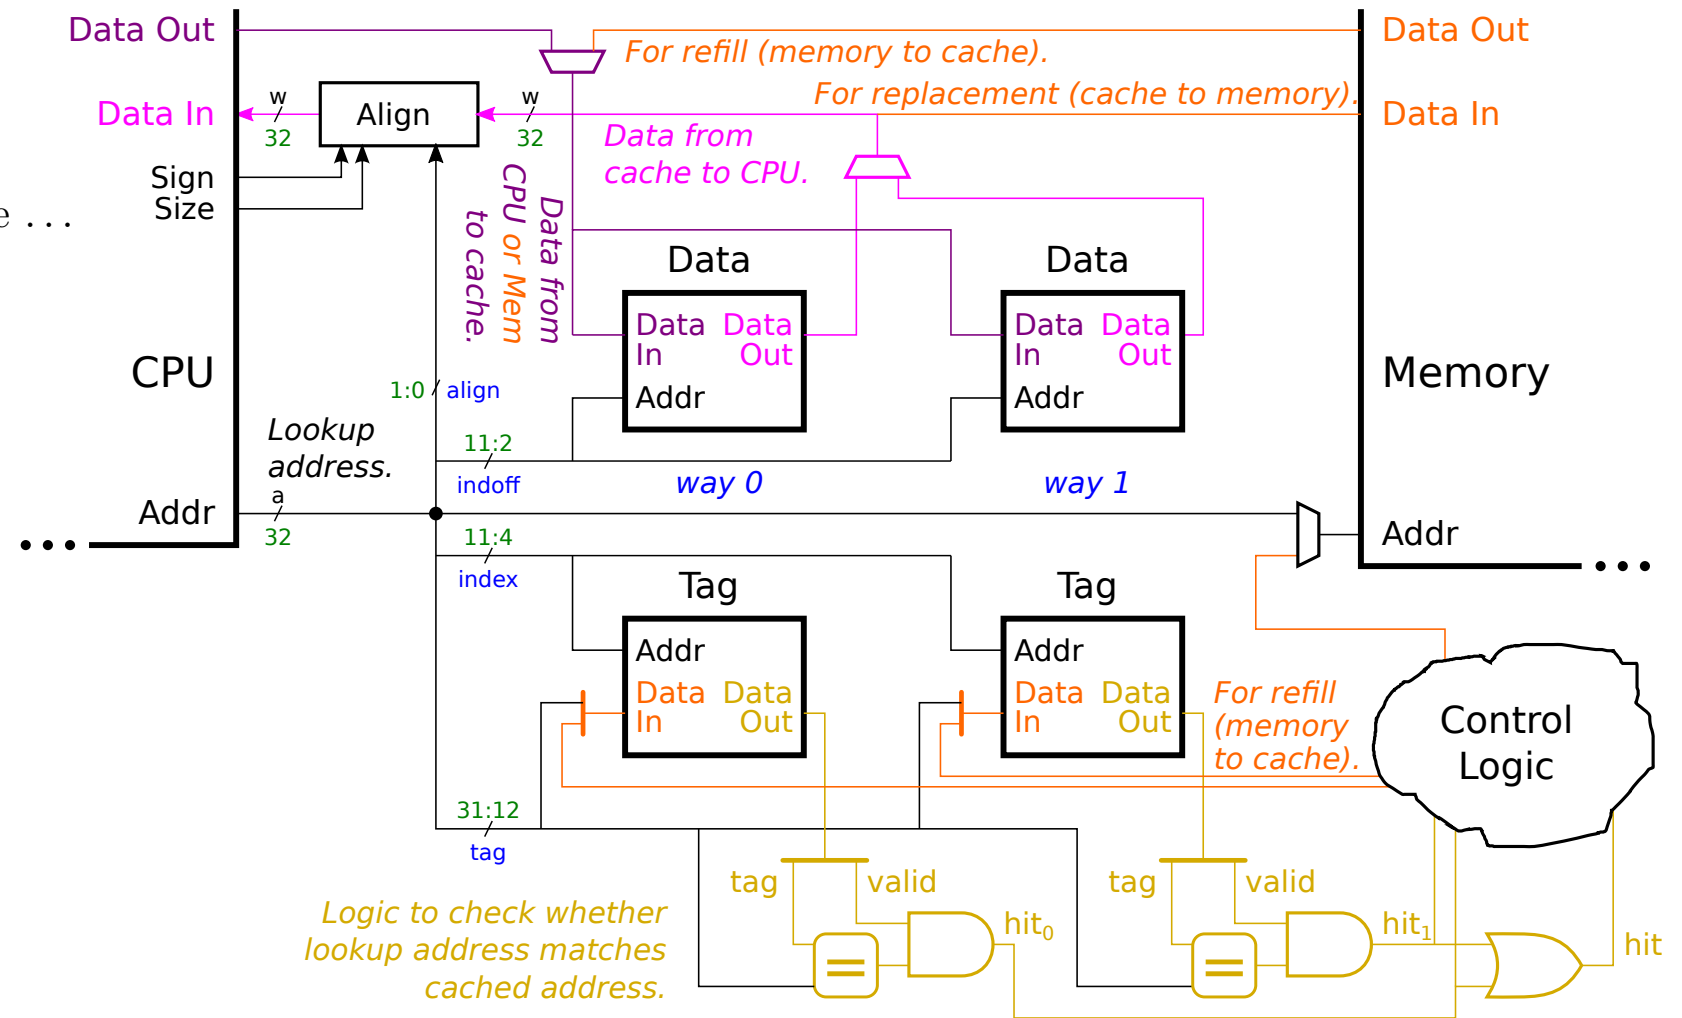 Data Out
For refill (memory to cache).
Data Out
For replacement (cache to memory).
Data In
w
32
Align
w
32
Data In
Data from
cache to CPU.
Sign
Size
e ...
Data from
CPU or Mem
to cache.
Data
Data
Data In
Data Out
Addr
Data In
Data Out
Addr
CPU
Memory
1:0
align
Lookup
address.
11:2
indoff
way 0
way 1
a
32
Addr
Addr
11:4
index
Tag
Tag
Addr
Data In
Data Out
Addr
Data In
Data Out
For refill
(memory
to cache).
Control
Logic
31:12
tag
tag
valid
tag
valid
Logic to check whether
lookup address matches
cached address.
=
hit0
=
hit1
hit